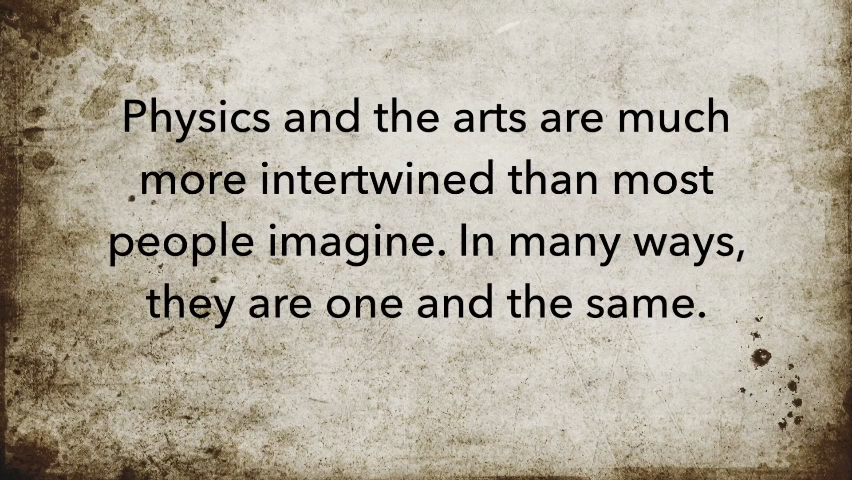 Physics and the arts are much
more intertwined than most
people imagine. In many ways,
they are one and the same.